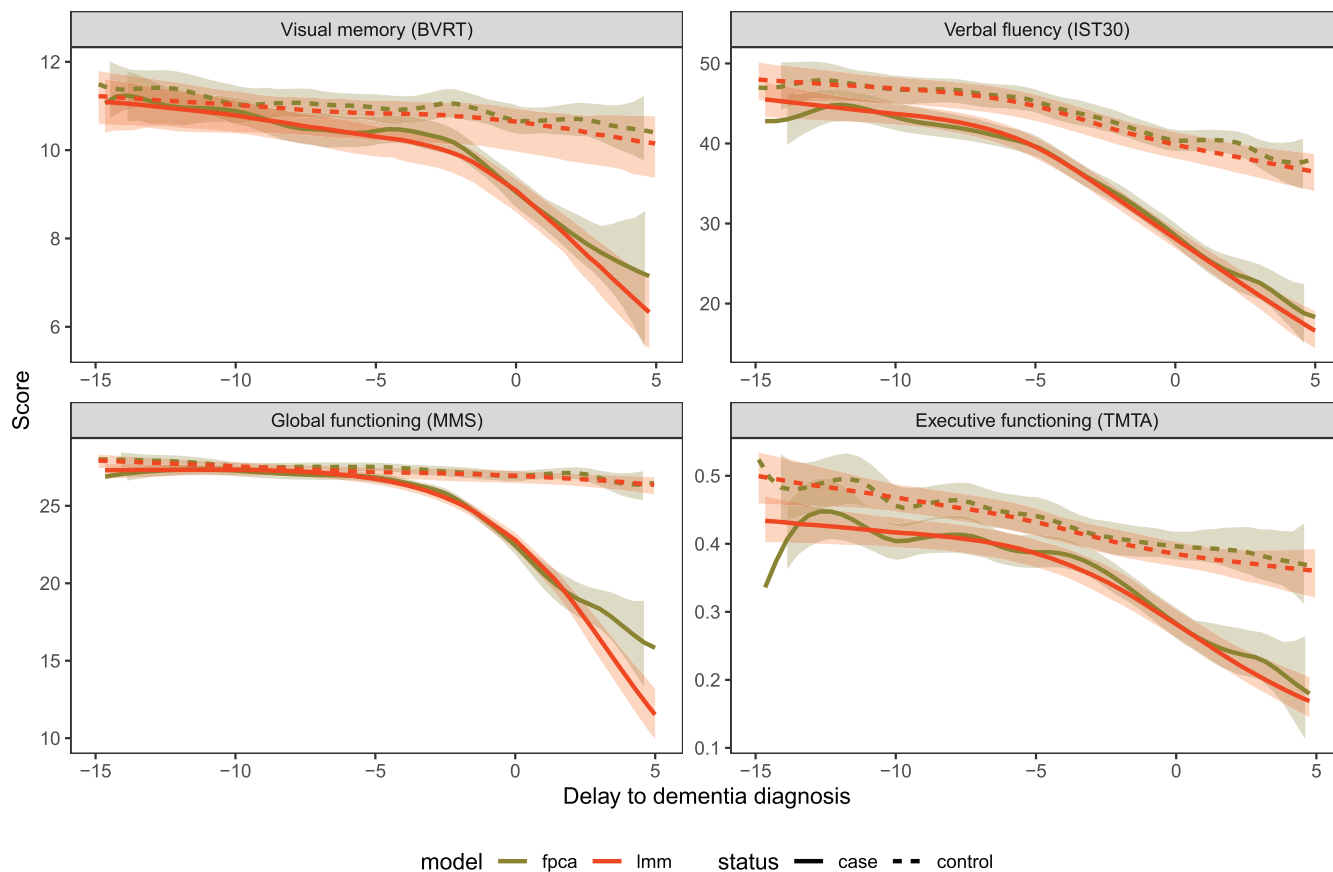 Visual memory (BVRT)
Verbal fluency (IST30)
12
10
8
6
−15 −10 −5 0 5
50
40
30
20
−15 −10 −5 0 5
Score
Global functioning (MMS)
Executive functioning (TMTA)
25
20
15
10
−15 −10 −5 0 5
0.5
0.4
0.3
0.2
0.1
−15 −10 −5 0 5
Delay to dementia diagnosis
model fpca lmm status case control